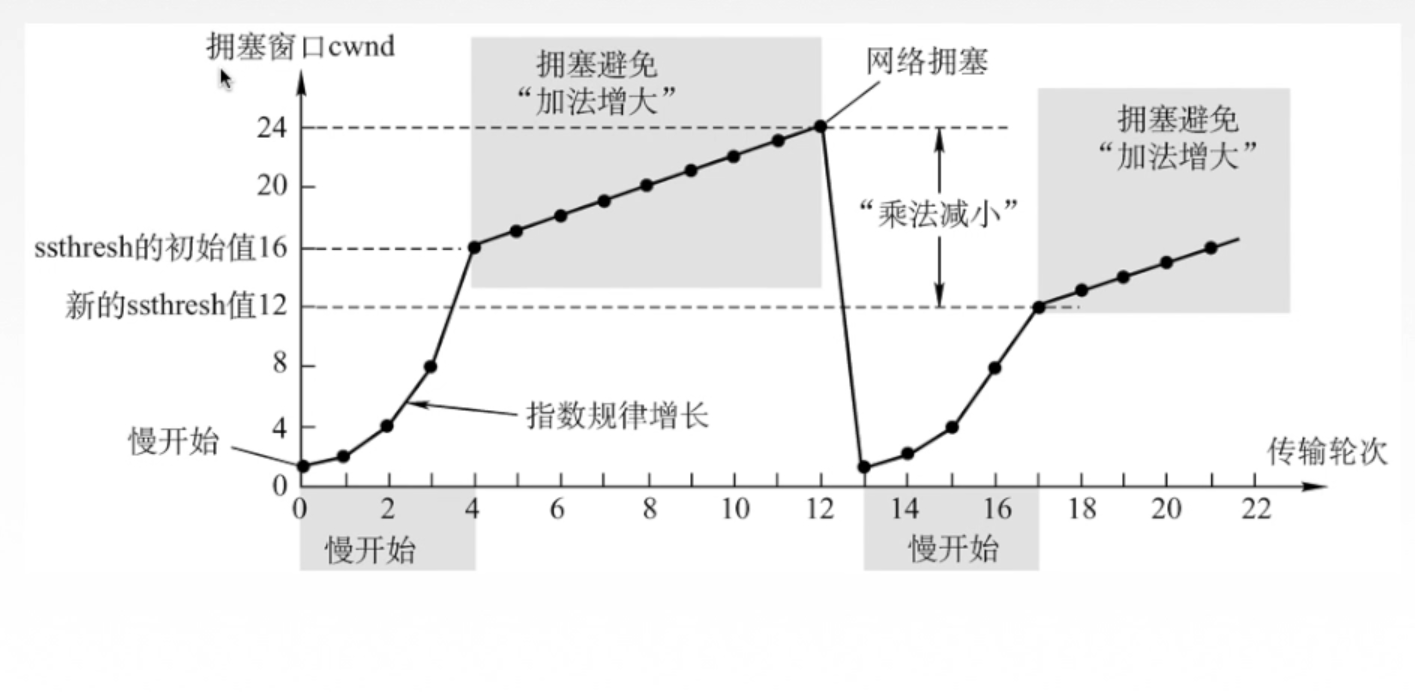 拥塞窗口cwnd
拥塞避免
“加法增大”
网络拥塞
拥塞避免
“加法增大”
24
20
“乘法减小”
ssthresh的初始值16
新的ssthresh值12
8
4
指数规律增长
慢开始
传输轮次
0
0 2 4 6 8 10 12 14 16 18 20 22
慢开始 慢开始